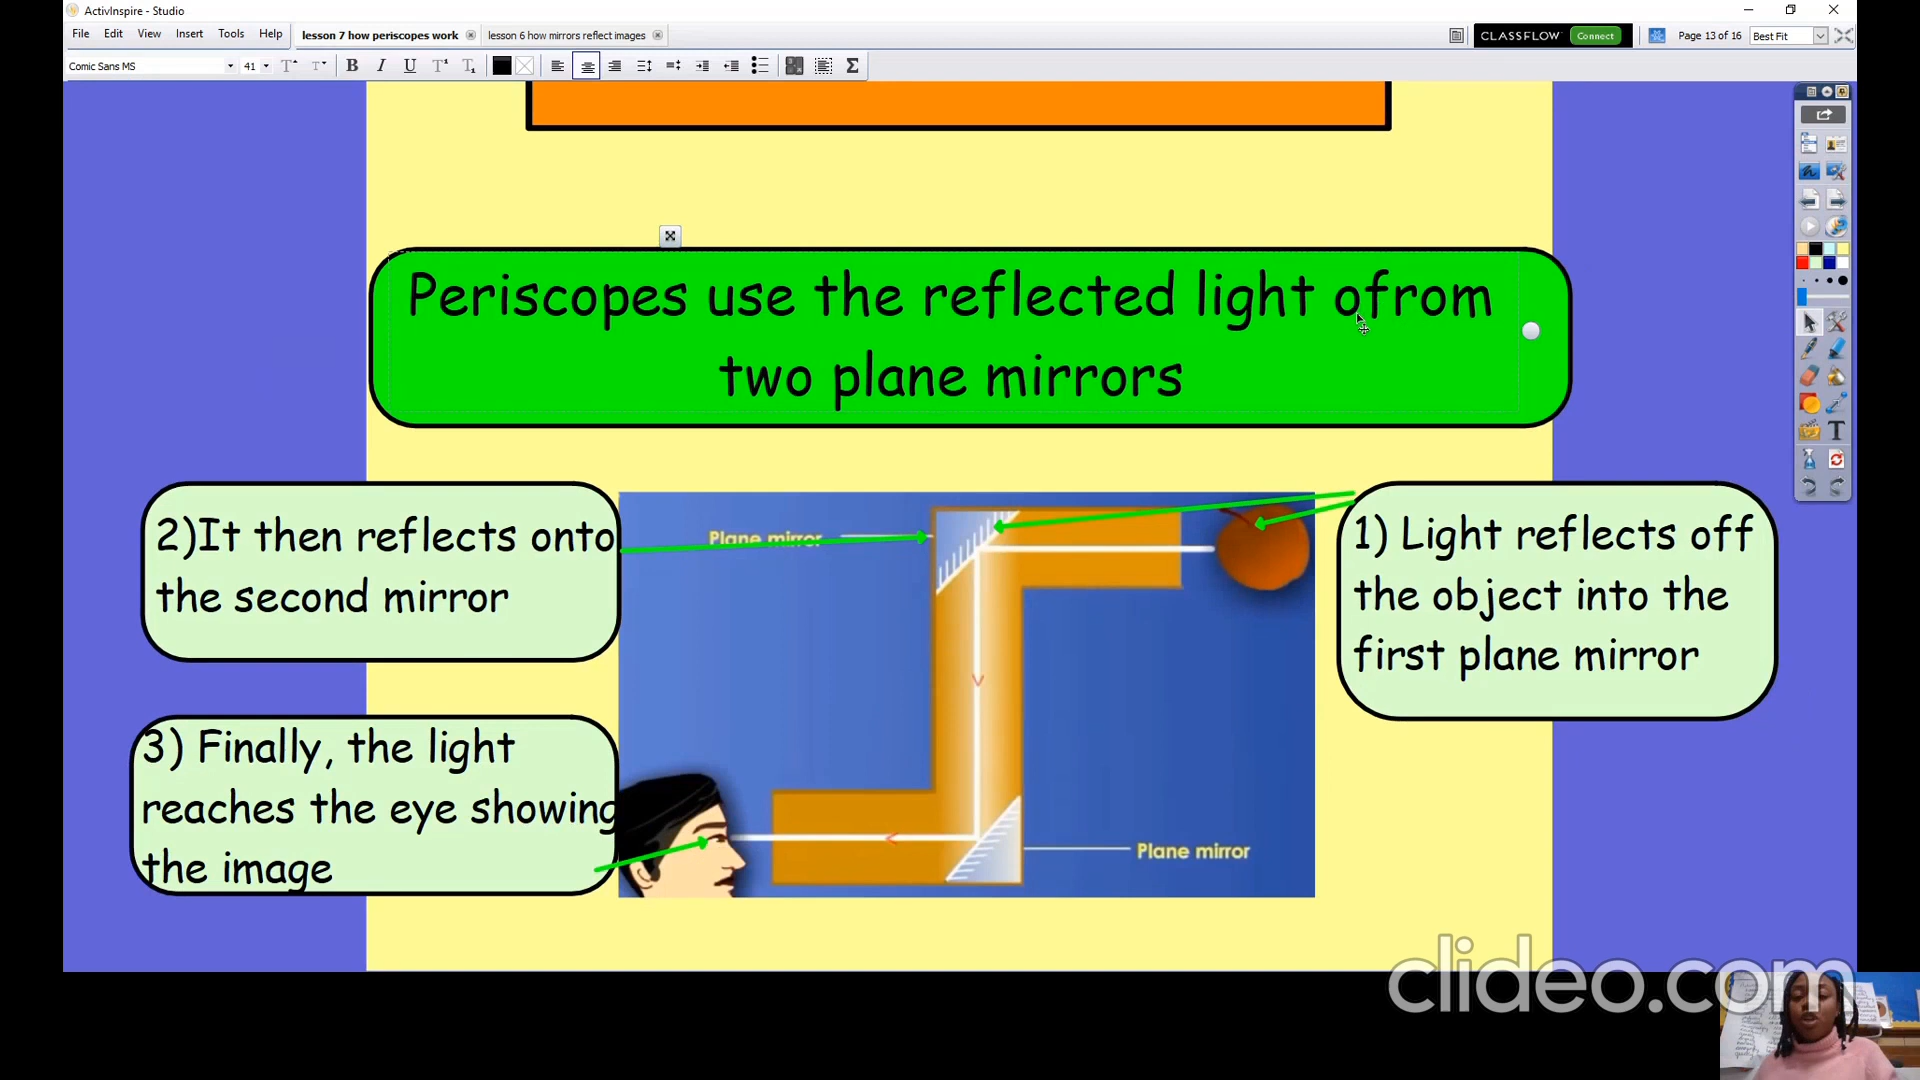 ActivInspire - Studio
File Edit View Insert Tools Help
lesson 7 how periscopes work
lesson 6 how mirrors reflect images
CLASSFLOW Connect
Page 13 of 16
Best Fit
Comic Sans MS
41
Periscopes use the reflected light ofrom
two plane mirrors
2)It then reflects onto
the second mirror
Plane mirror
1) Light reflects off
the object into the
first plane mirror
3) Finally, the light
reaches the eye showing
the image
Plane mirror
clideo.com